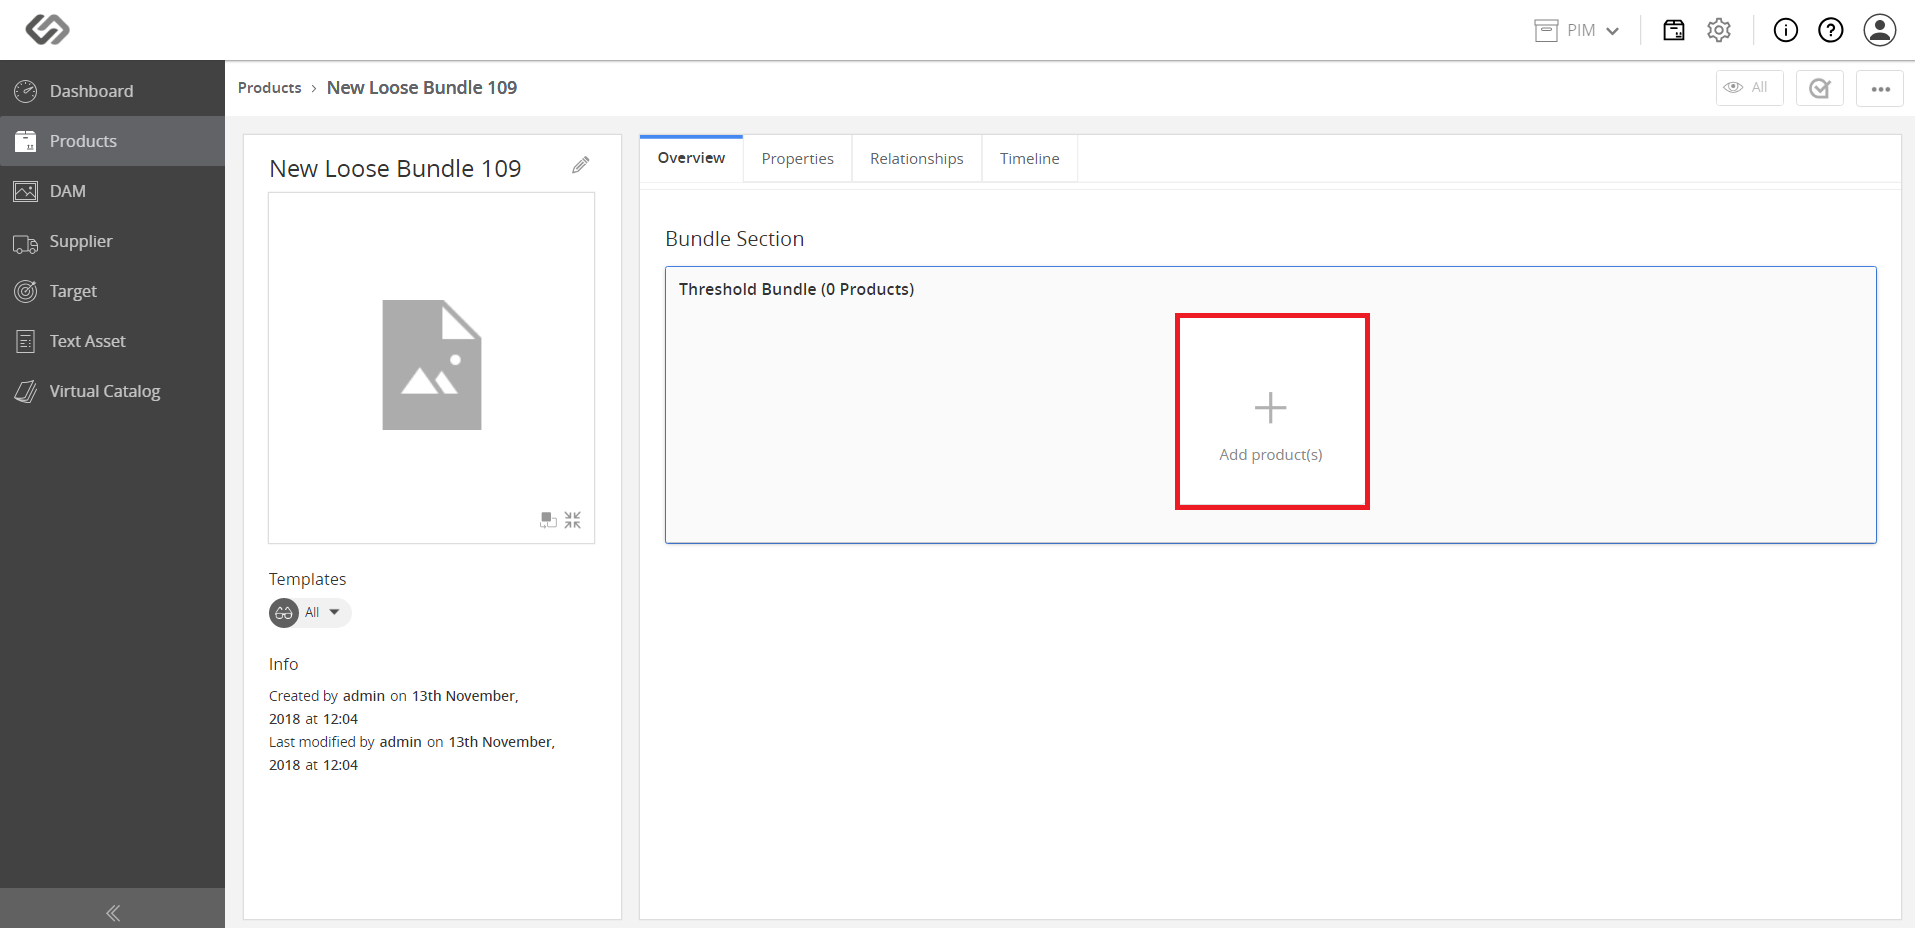 PIM
Dashboard
Products
DAM
Supplier
Target
Text Asset
Virtual Catalog
Products › New Loose Bundle 109
All
New Loose Bundle 109
Templates
All
Info
Created by admin on 13th November,
2018 at 12:04
Last modified by admin on 13th November,
2018 at 12:04
Overview
Properties
Relationships
Timeline
Bundle Section
Threshold Bundle (0 Products)
Add product(s)